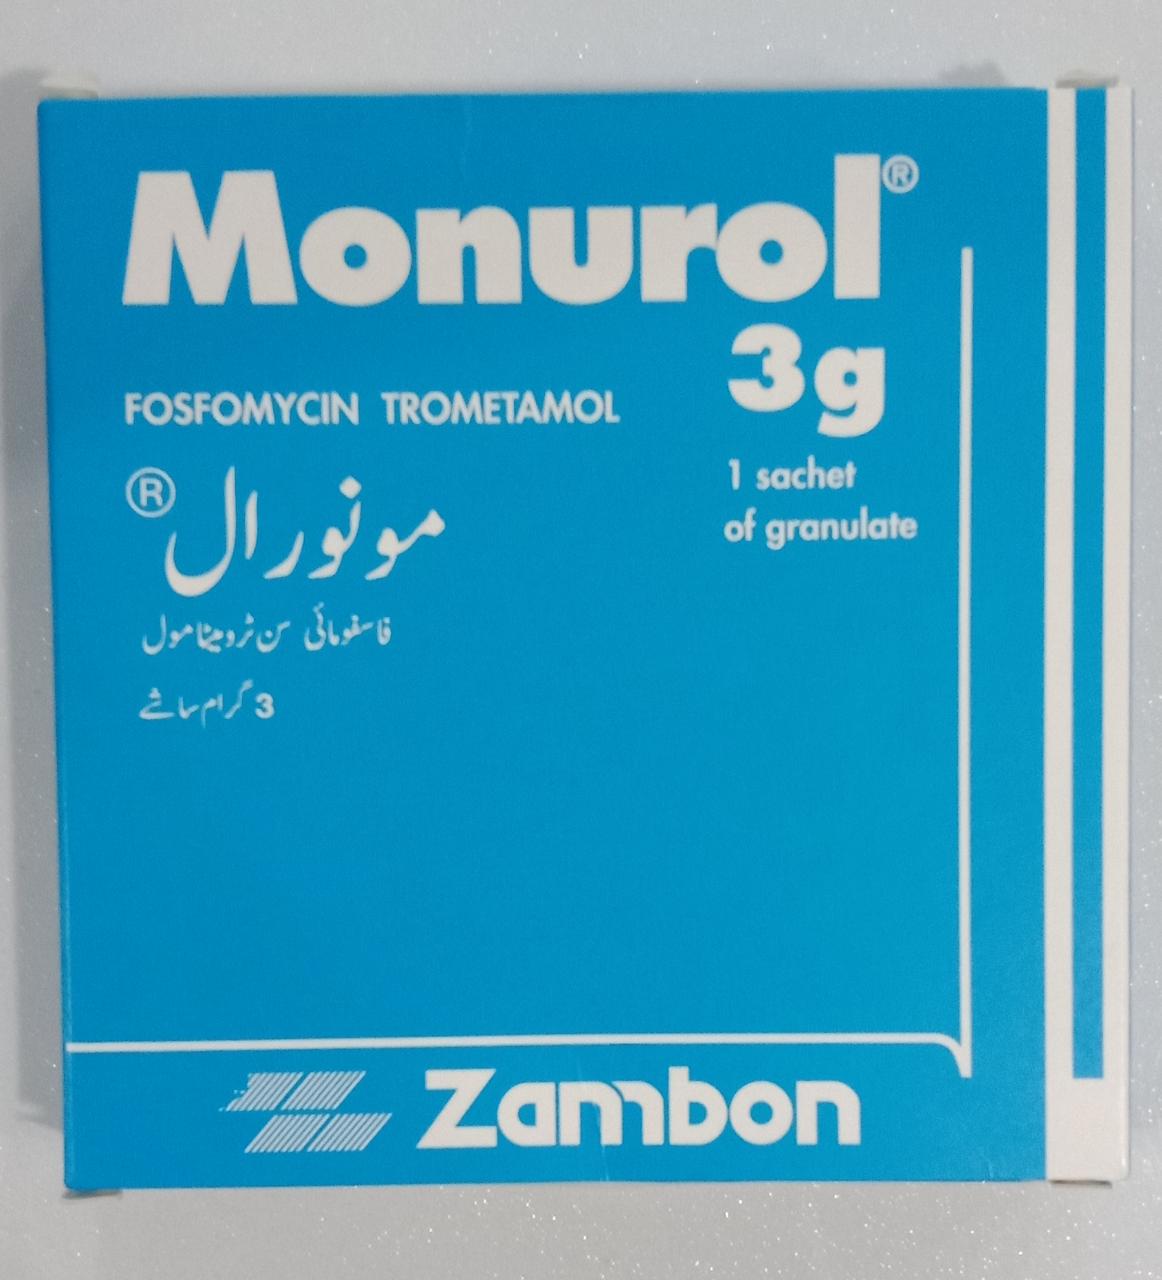 Monurol®
3g
FOSFOMYCIN TROMETAMOL
1 sachet
of granulate
مونورال®
فاسفومائی سن ٹرومیٹامول
3 گرام ساشے
Zambon